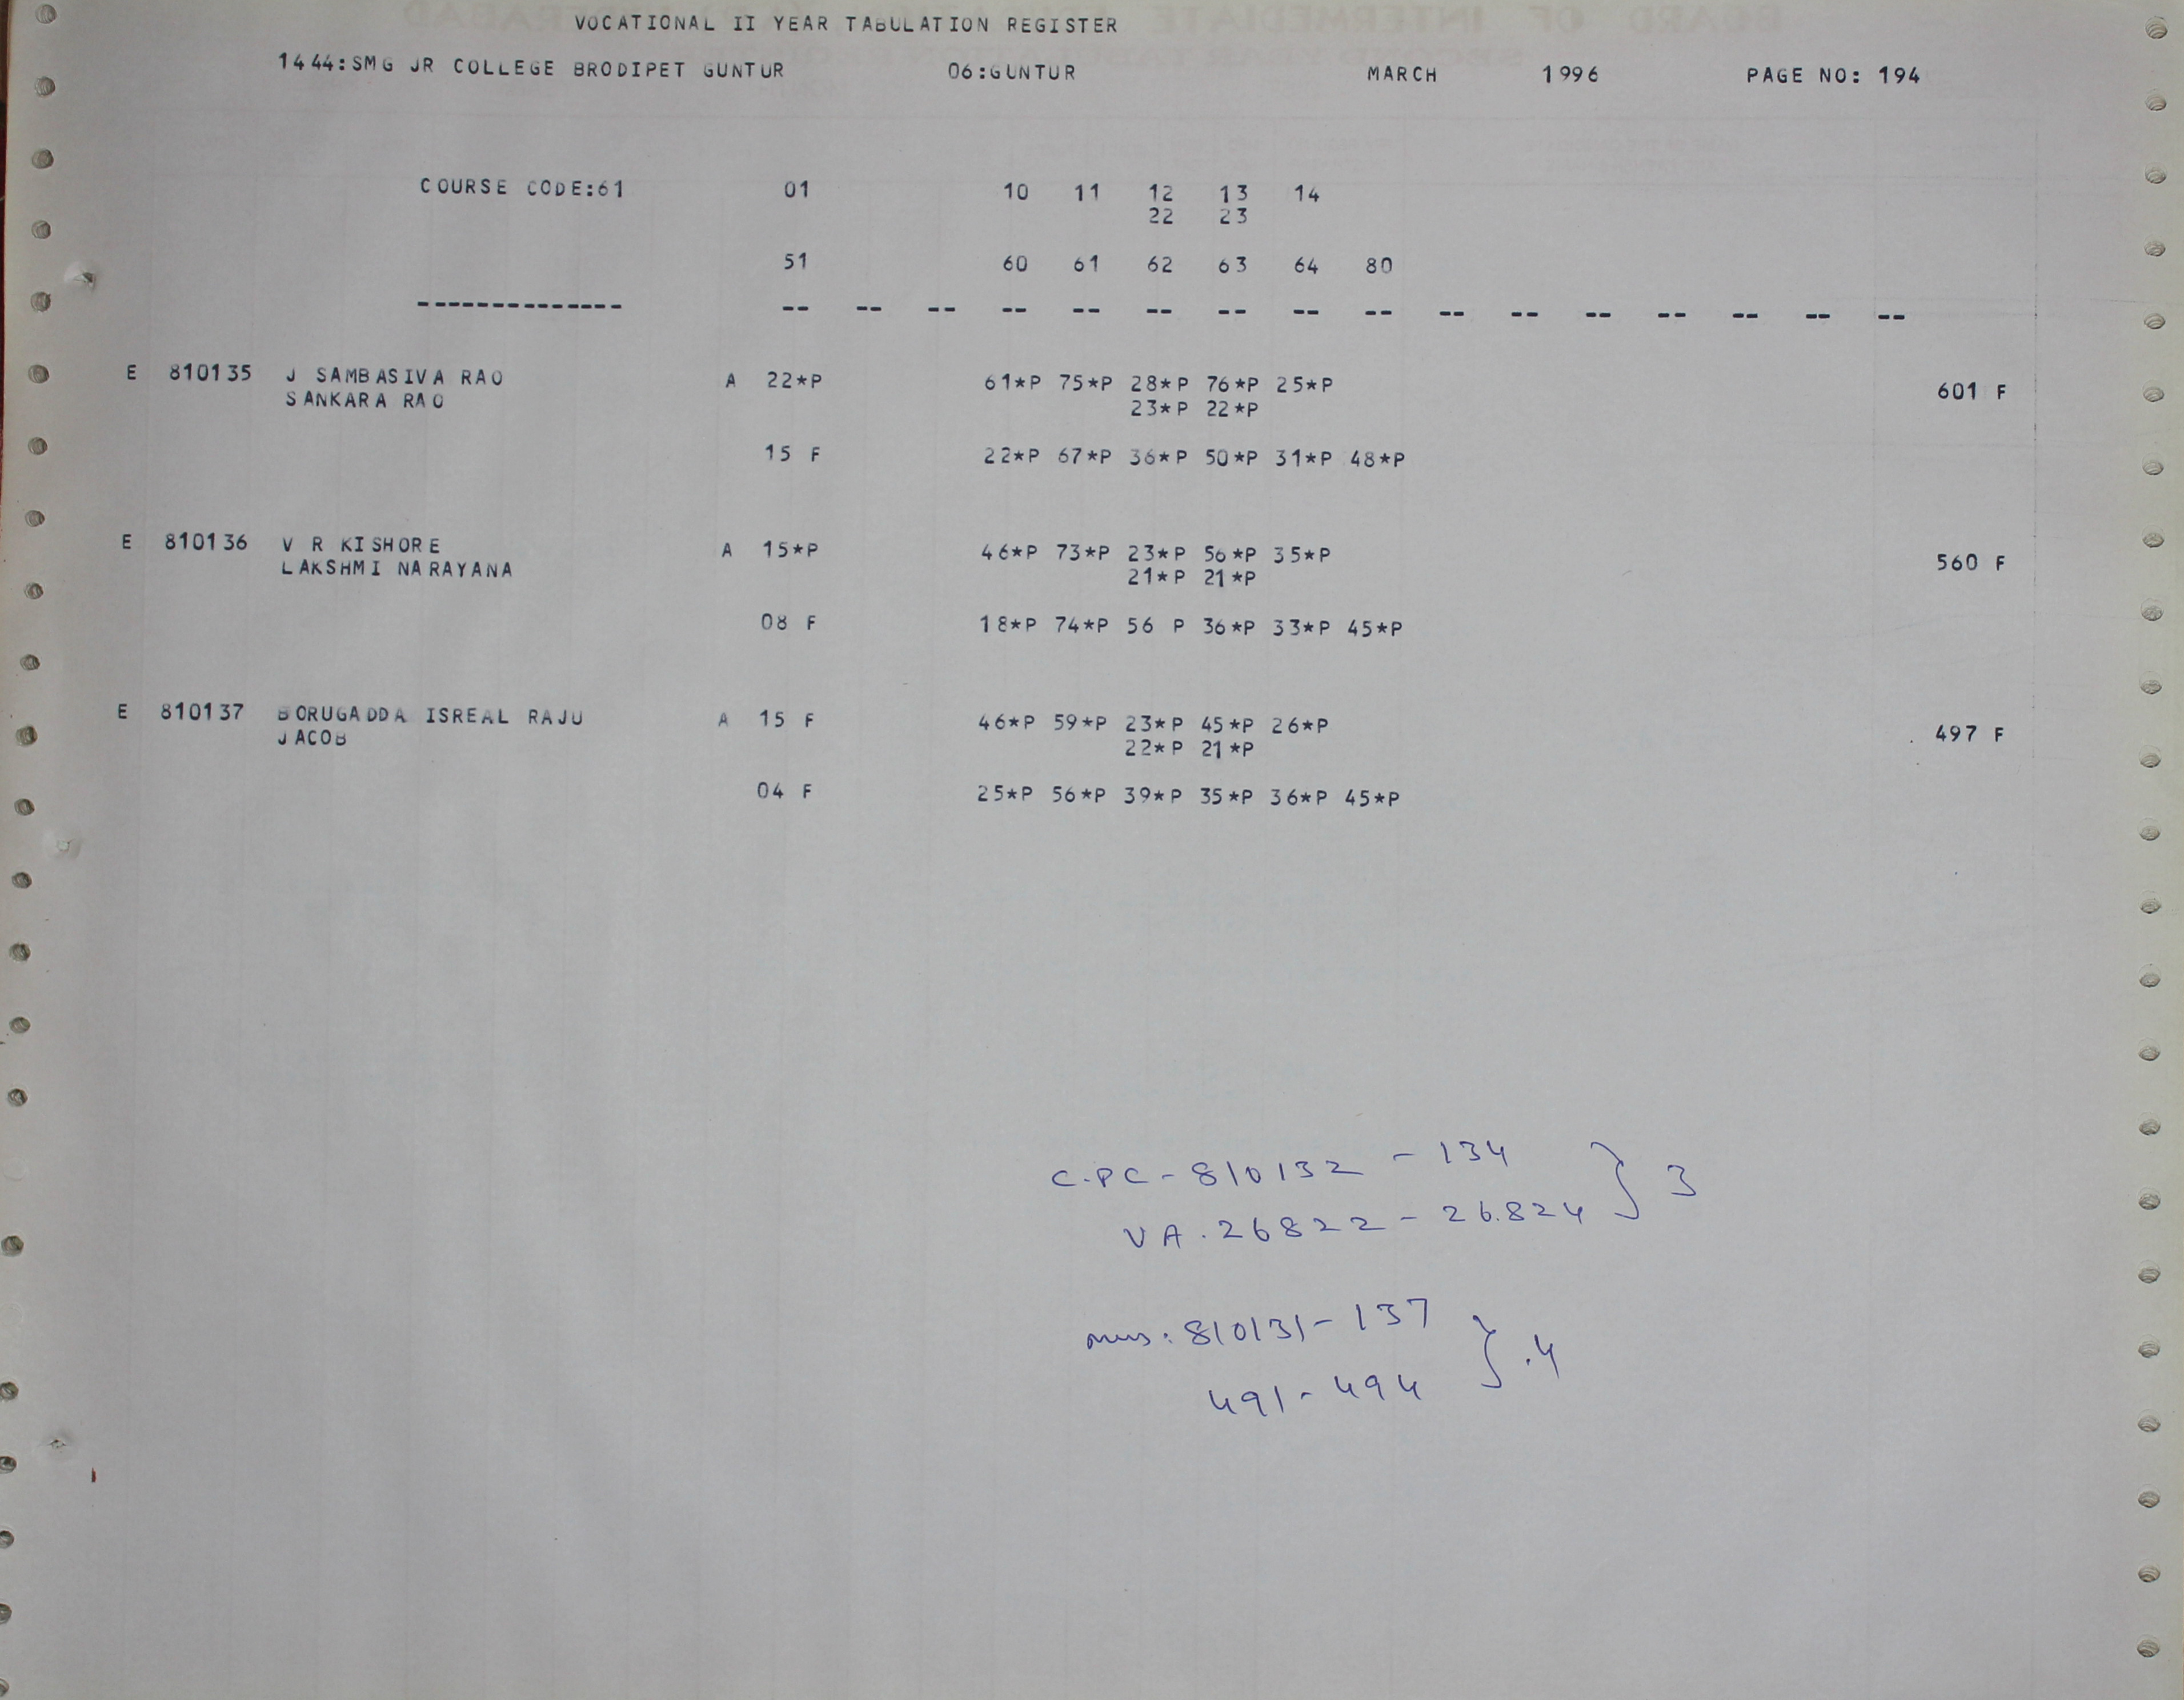 VOCATIONAL II YEAR TABULATION REGISTER
1444:SMG JR COLLEGE BRODIPET GUNTUR 06:GUNTUR MARCH 1996 PAGE NO: 194
COURSE CODE:61 01 10 11 12 13 14
22 23
51 60 61 62 63 64 80
-------------- -- -- -- -- -- -- -- -- -- -- -- -- -- -- -- --
E 810135 J SAMBASIVA RAO A 22*P 61*P 75*P 28*P 76*P 25*P 601 F
SANKARA RAO 23*P 22*P
15 F 22*P 67*P 36*P 50*P 31*P 48*P
E 810136 V R KISHORE A 15*P 46*P 73*P 23*P 56*P 35*P 560 F
LAKSHMI NARAYANA 21*P 21*P
08 F 18*P 74*P 56 P 36*P 33*P 45*P
E 810137 BORUGADDA ISREAL RAJU A 15 F 46*P 59*P 23*P 45*P 26*P 497 F
JACOB 22*P 21*P
04 F 25*P 56*P 39*P 35*P 36*P 45*P
C.PC-810132 - 134 } 3
VA.26822 - 26.824
810131-137 } .4
491-494